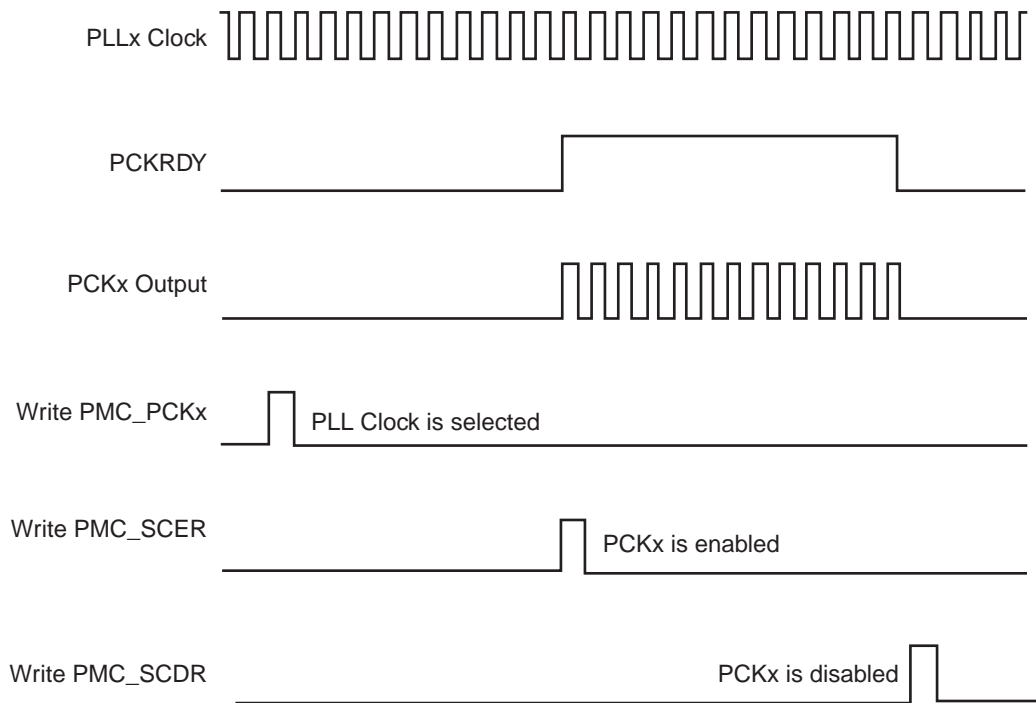 PLLx Clock
PCKRDY
PCKx Output
Write PMC_PCKx
PLL Clock is selected
Write PMC_SCER
PCKx is enabled
Write PMC_SCDR
PCKx is disabled